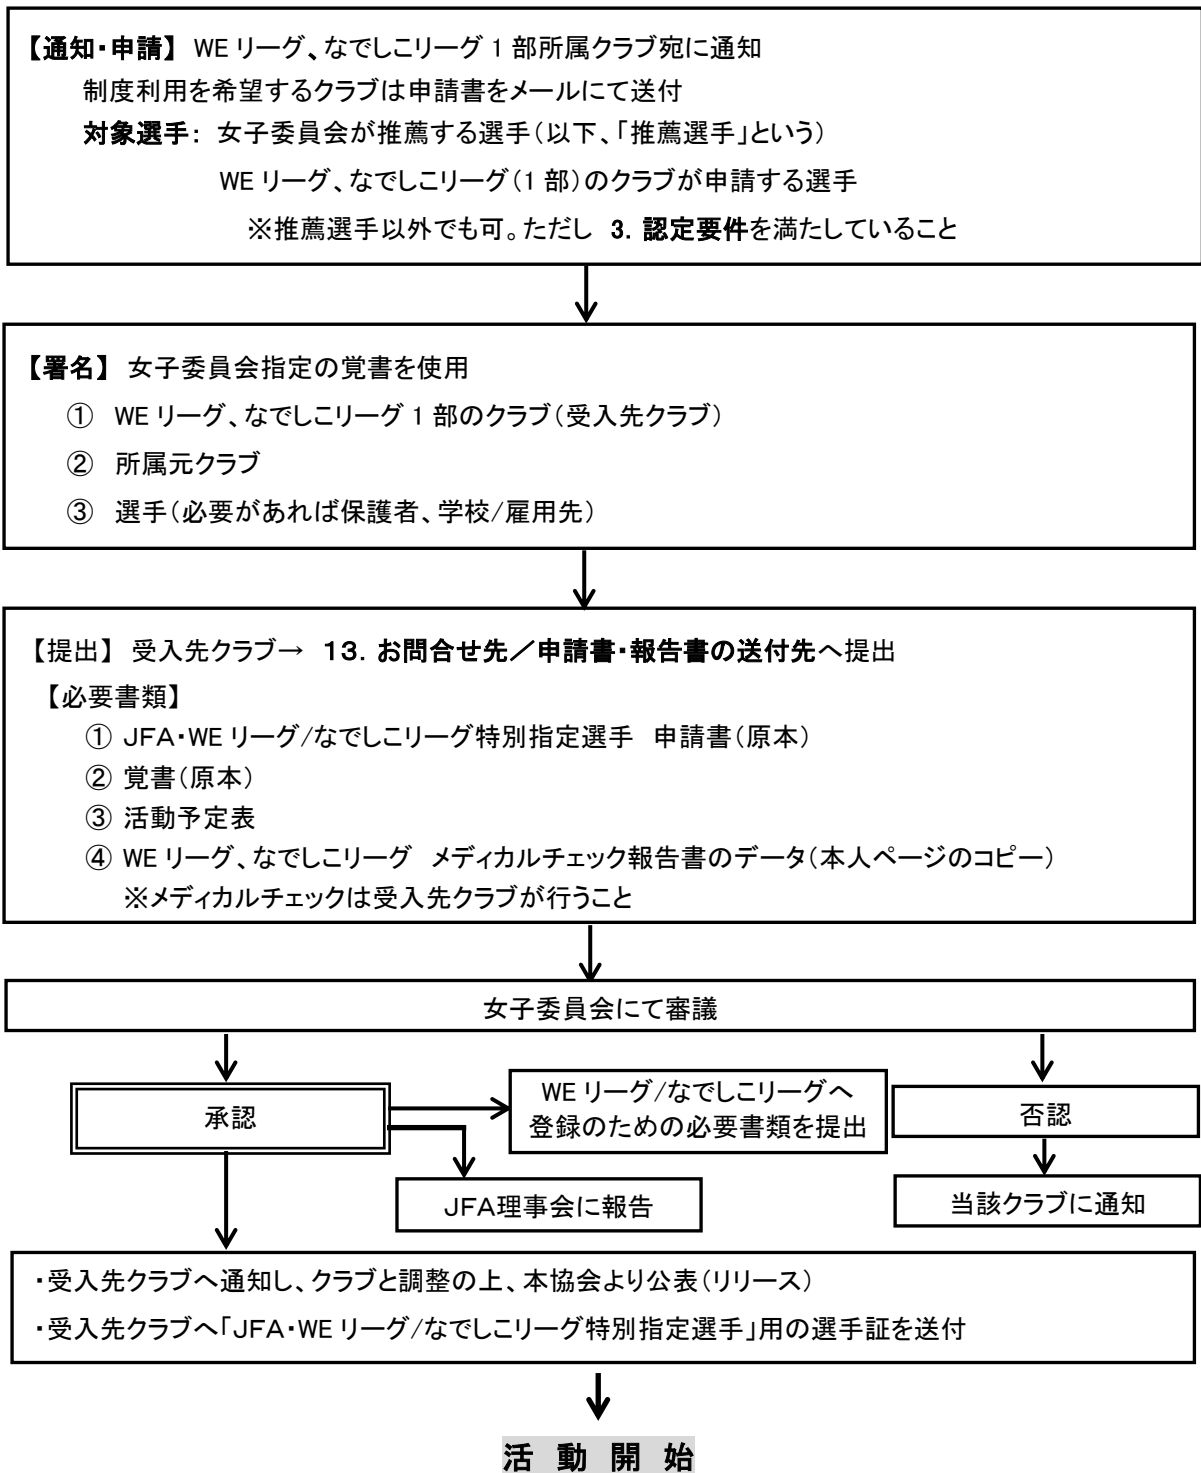 【通知・申請】 WE リーグ、なでしこリーグ 1 部所属クラブ宛に通知
制度利用を希望するクラブは申請書をメールにて送付
対象選手： 女子委員会が推薦する選手（以下、「推薦選手」という）
WE リーグ、なでしこリーグ（1 部）のクラブが申請する選手
※推薦選手以外でも可。ただし 3．認定要件を満たしていること
【署名】 女子委員会指定の覚書を使用
① WE リーグ、なでしこリーグ 1 部のクラブ（受入先クラブ）
② 所属元クラブ
③ 選手（必要があれば保護者、学校/雇用先）
【提出】 受入先クラブ→ 13．お問合せ先／申請書・報告書の送付先へ提出
【必要書類】
① JFA・WE リーグ/なでしこリーグ特別指定選手 申請書（原本）
② 覚書（原本）
③ 活動予定表
④ WE リーグ、なでしこリーグ メディカルチェック報告書のデータ（本人ページのコピー）
※メディカルチェックは受入先クラブが行うこと
女子委員会にて審議
承認
WE リーグ/なでしこリーグへ
登録のための必要書類を提出
否認
JFA理事会に報告
当該クラブに通知
・受入先クラブへ通知し、クラブと調整の上、本協会より公表（リリース）
・受入先クラブへ「JFA・WE リーグ/なでしこリーグ特別指定選手」用の選手証を送付
活 動 開 始